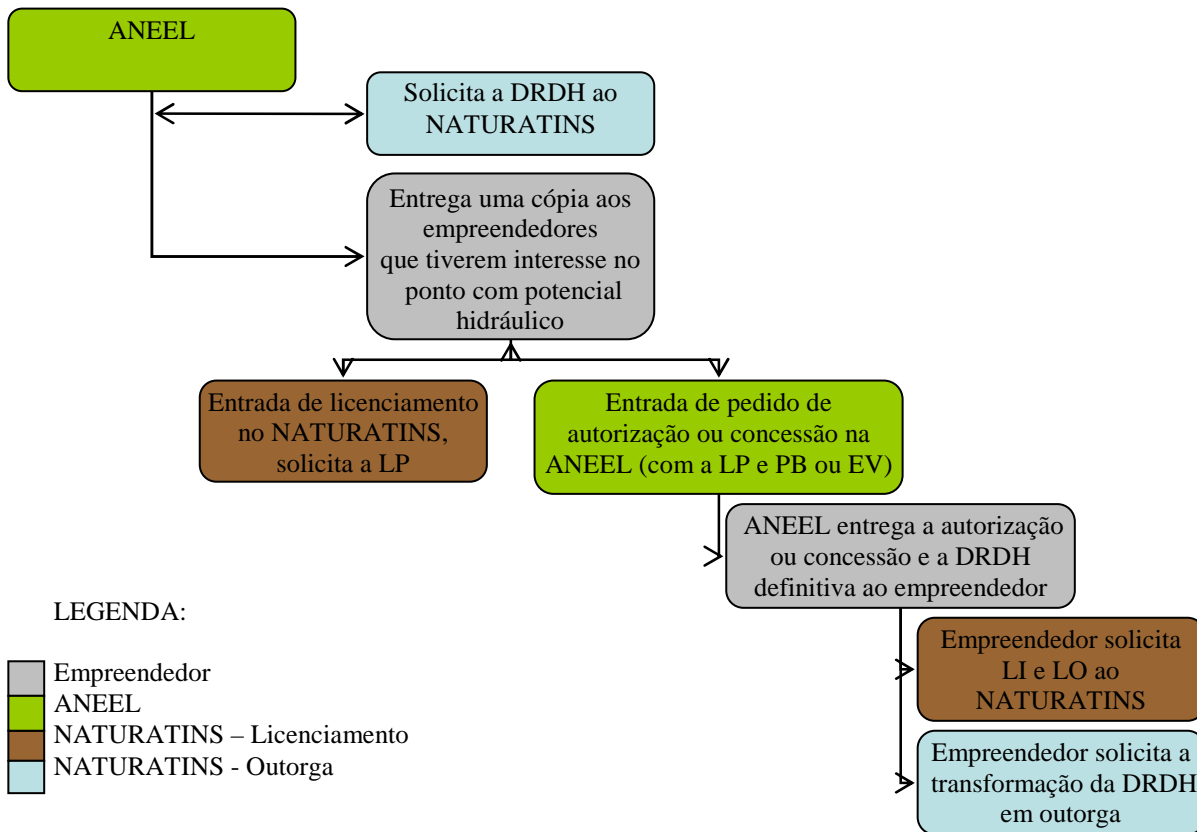 ANEEL
Solicita a DRDH ao
NATURATINS
Entrega uma cópia aos
empreendedores
que tiverem interesse no
ponto com potencial
hidráulico
Entrada de licenciamento
no NATURATINS,
solicita a LP
Entrada de pedido de
autorização ou concessão na
ANEEL (com a LP e PB ou EV)
ANEEL entrega a autorização
ou concessão e a DRDH
definitiva ao empreendedor
Empreendedor solicita
LI e LO ao
NATURATINS
Empreendedor solicita a
transformação da DRDH
em outorga
LEGENDA:
Empreendedor
ANEEL
NATURATINS – Licenciamento
NATURATINS - Outorga